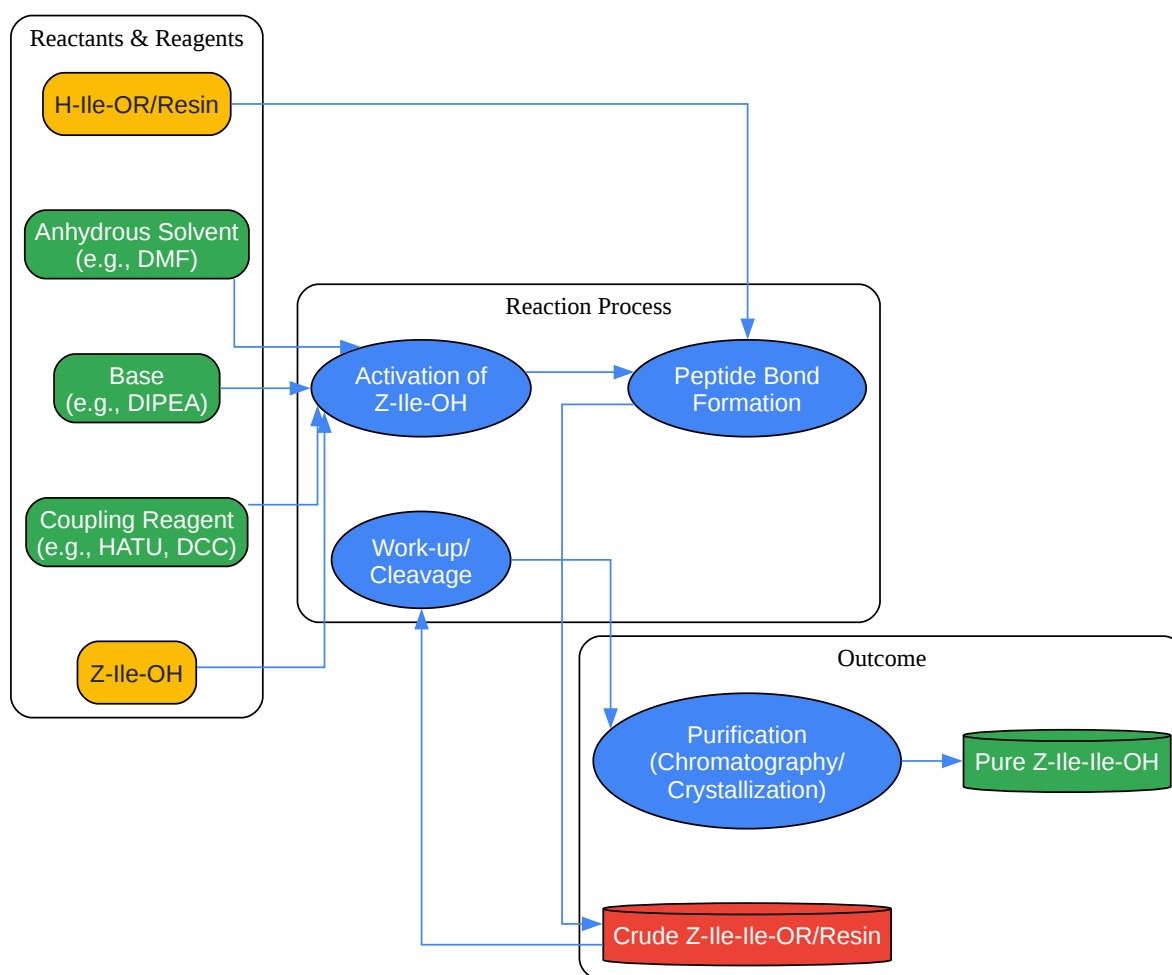 Reactants & Reagents
H-Ile-OR/Resin
Anhydrous Solvent
(e.g., DMF)
Base
(e.g., DIPEA)
Coupling Reagent
(e.g., HATU, DCC)
Z-Ile-OH
Reaction Process
Activation of
Z-Ile-OH
Peptide Bond
Formation
Work-up/
Cleavage
Outcome
Purification
(Chromatography/
Crystallization)
Pure Z-Ile-Ile-OH
Crude Z-Ile-Ile-OR/Resin